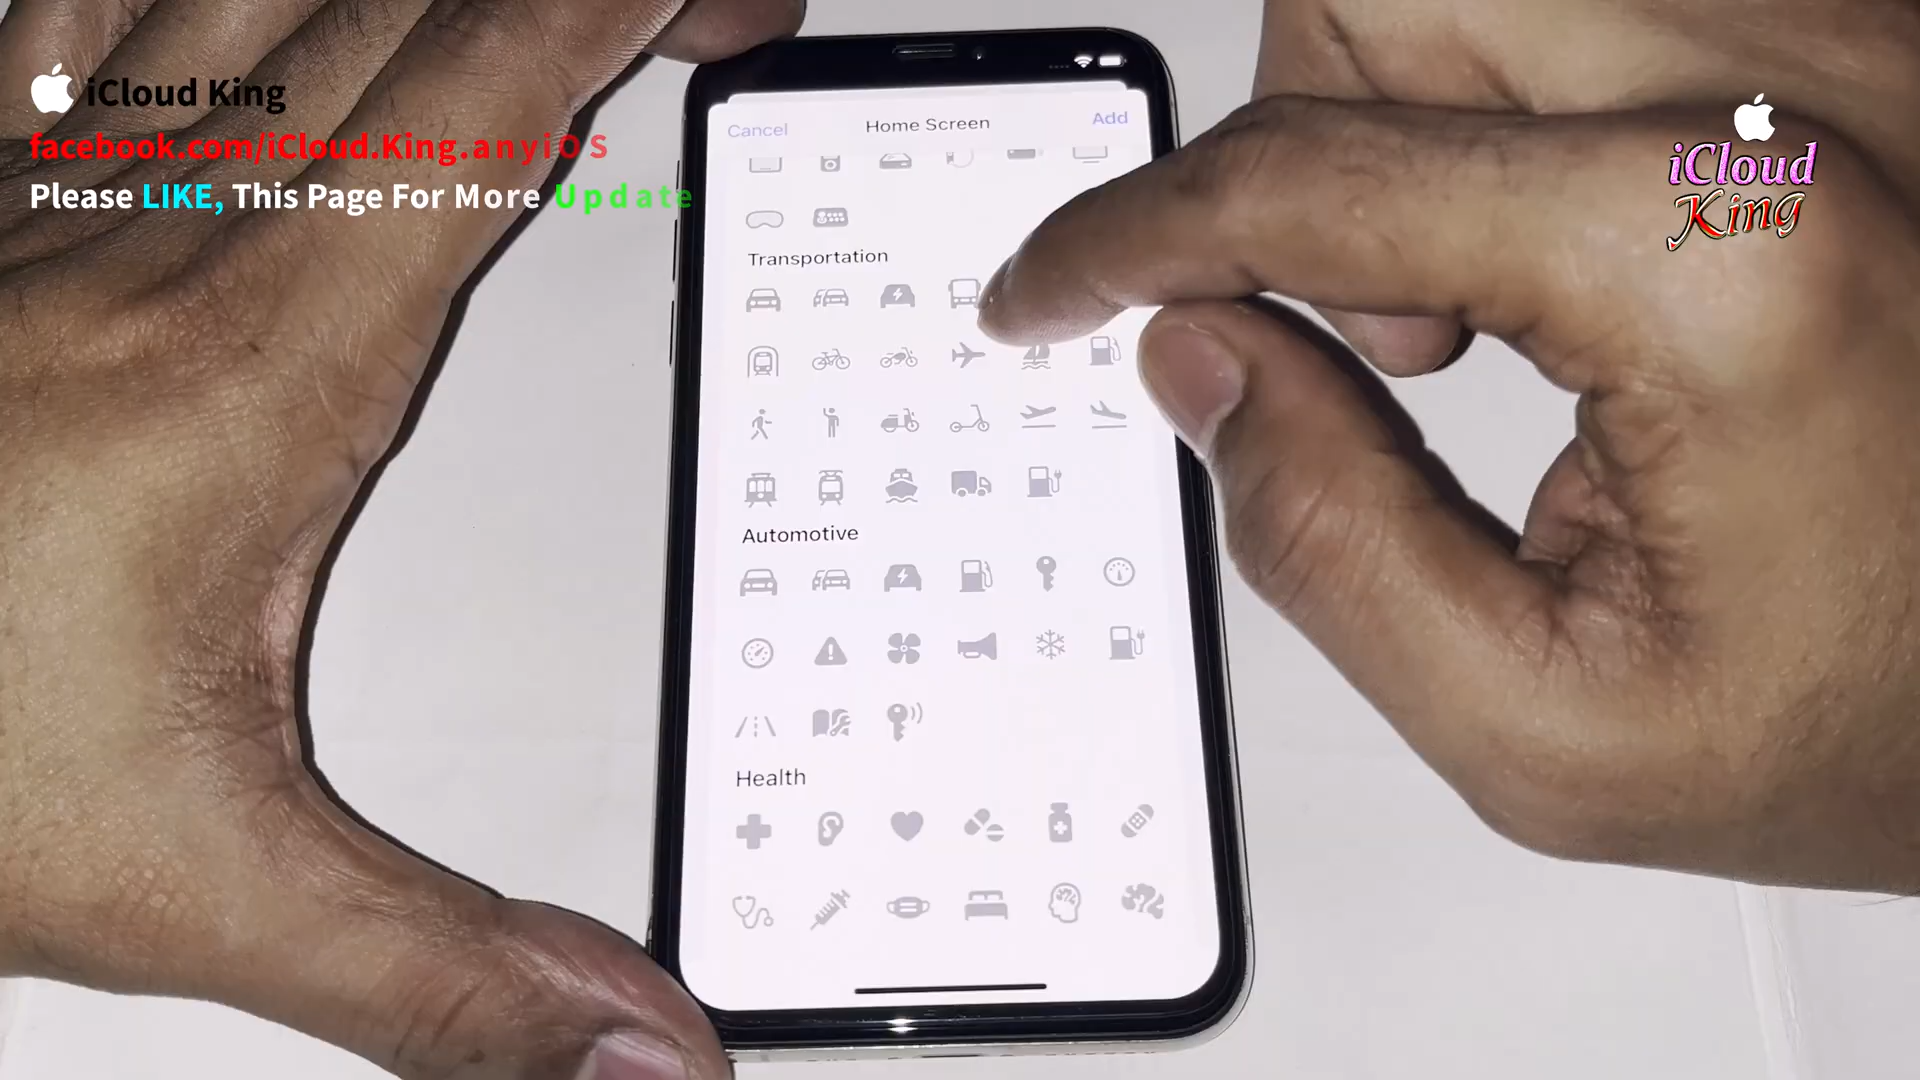 iCloud King
facebook.com/iCloud.King.anyiOS
Please LIKE, This Page For More Update
iCloud
King
Cancel
Home Screen
Add
Transportation
Automotive
Health